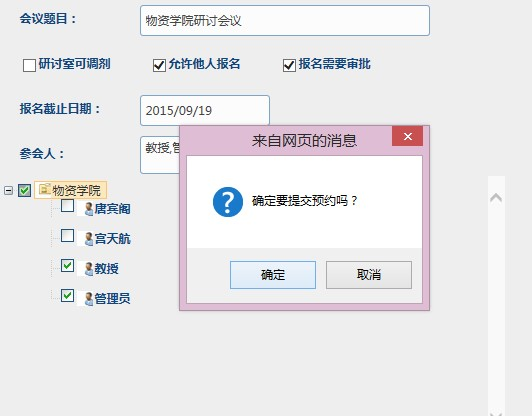 会议题目：
物资学院研讨会议
研讨室可调剂 允许他人报名 报名需要审批
报名截止日期：
2015/09/19
参会人：
教授,
来自网页的消息
确定要提交预约吗？
确定 取消
物资学院
唐宾阁
宫天航
教授
管理员